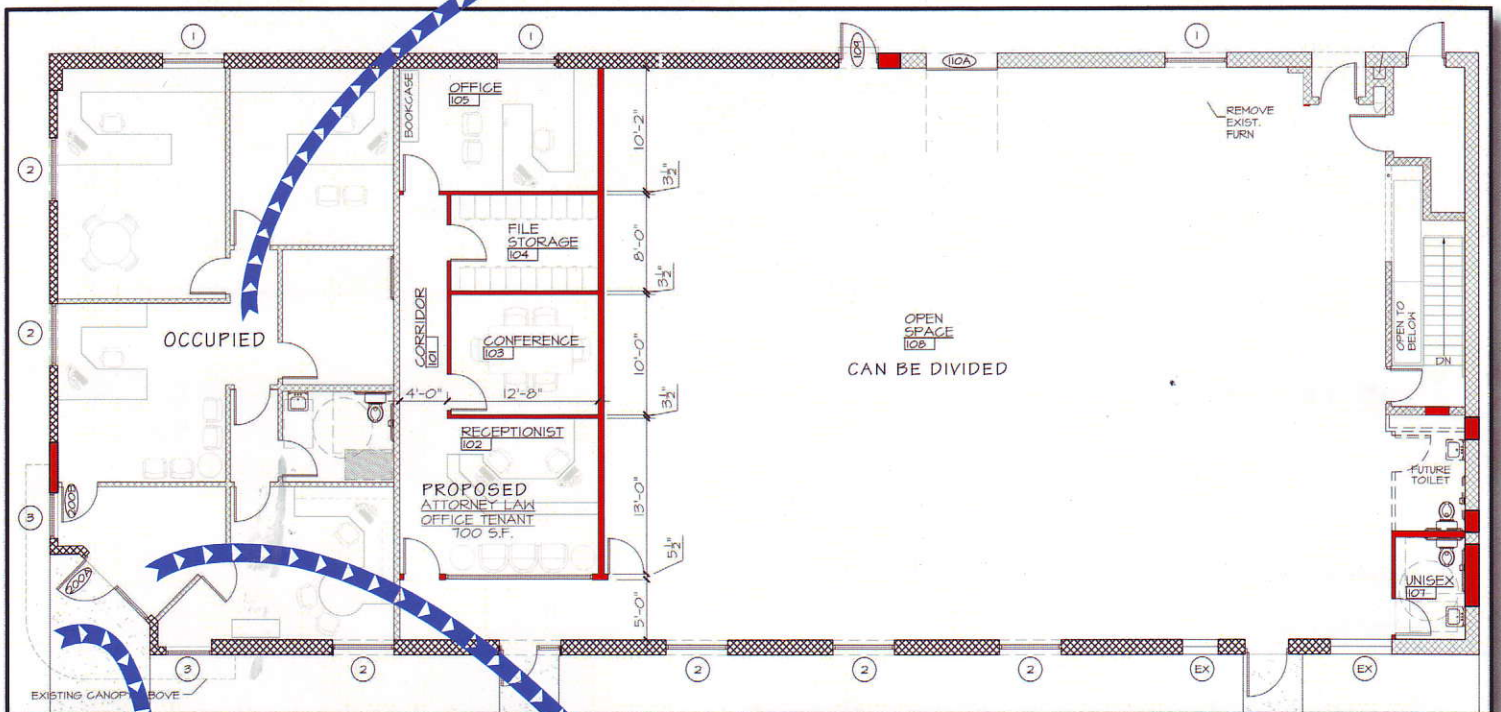 1
1
1
109
110A
BOOKCASE
OFFICE
105
10'-2"
REMOVE
EXIST.
FURN
2
3½"
FILE
STORAGE
104
8'-0"
3½"
2
OCCUPIED
CORRIDOR
101
CONFERENCE
103
10'-0"
4'-0"
12'-8"
3½"
OPEN
SPACE
108
CAN BE DIVIDED
OPEN TO
BELOW
DN
RECEPTIONIST
102
PROPOSED
ATTORNEY LAW
OFFICE TENANT
700 S.F.
13'-0"
FUTURE
TOILET
200B
3
5½"
200A
UNISEX
107
5'-0"
3
2
2
2
2
EX
EX
EXISTING CANOPY ABOVE